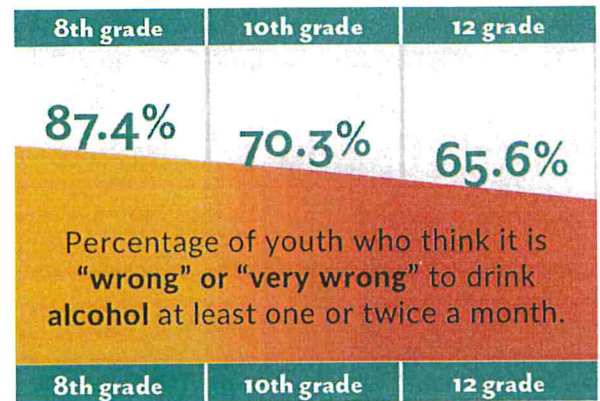 8th grade 10th grade 12 grade
87.4% 70.3% 65.6%
Percentage of youth who think it is
“wrong” or “very wrong” to drink
alcohol at least one or twice a month.
8th grade 10th grade 12 grade